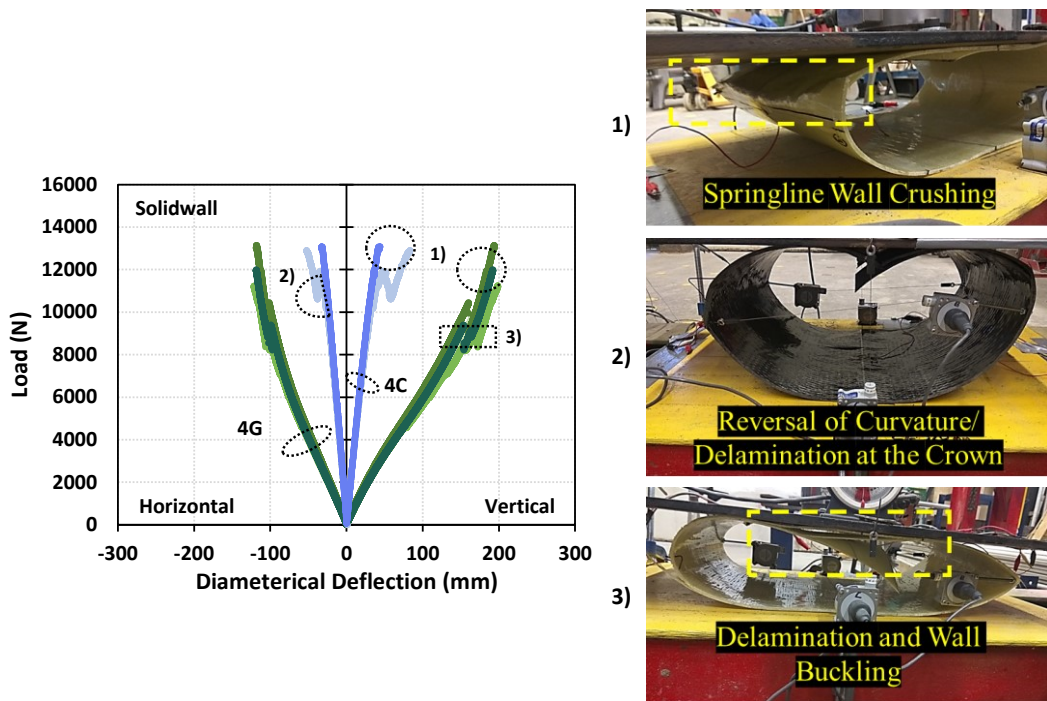 16000
14000
12000
10000
8000
6000
4000
2000
0
Load (N)
Solidwall
2)
1)
3)
4C
4G
Horizontal
Vertical
-300
-200
-100
0
100
200
300
Diameterical Deflection (mm)
1)
Springline Wall Crushing
2)
Reversal of Curvature/
Delamination at the Crown
3)
Delamination and Wall
Buckling